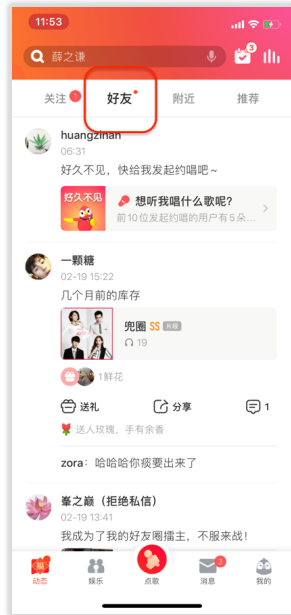 11:53
薛之谦
3
关注 1 好友 附近 推荐
huangzihan
06:31
好久不见，快给我发起约唱吧~
好久不见
想听我唱什么歌呢？
前10位发起约唱的用户有5朵...
一颗糖
02-19 15:22
几个月前的库存
兜圈 SS 片段
19
1鲜花
送礼 分享 1
送人玫瑰，手有余香
zora：哈哈哈你痰要出来了
峯之巅（拒绝私信）
02-19 13:41
我成为了我的好友圈擂主，不服来战！
福
3
动态 娱乐 点歌 消息 我的